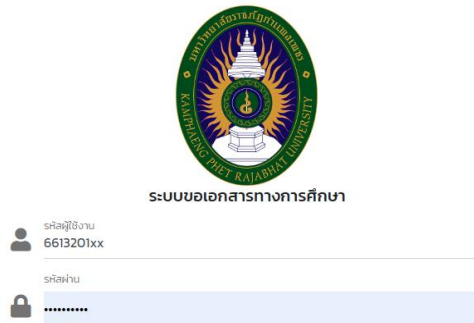 มหาวิทยาลัยราชภัฏกำแพงเพชร
KAMPHAENG PHET RAJABHAT UNIVERSITY
ระบบขอเอกสารทางการศึกษา
รหัสผู้ใช้งาน
6613201xx
รหัสผ่าน
••••••••••